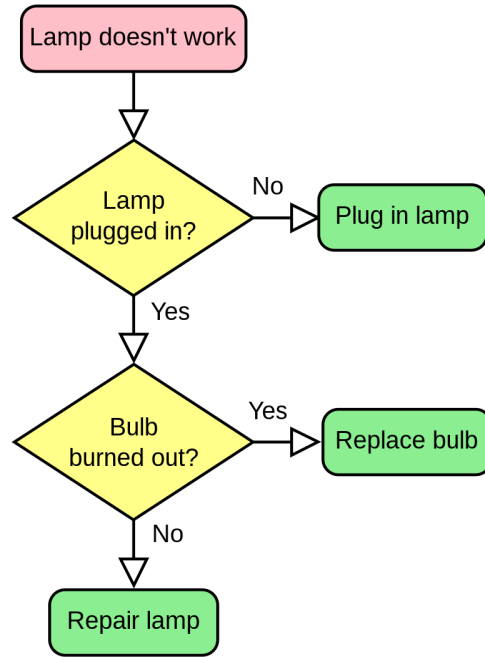 Lamp doesn't work
Lamp
plugged in?
No
Plug in lamp
Yes
Bulb
burned out?
Yes
Replace bulb
No
Repair lamp